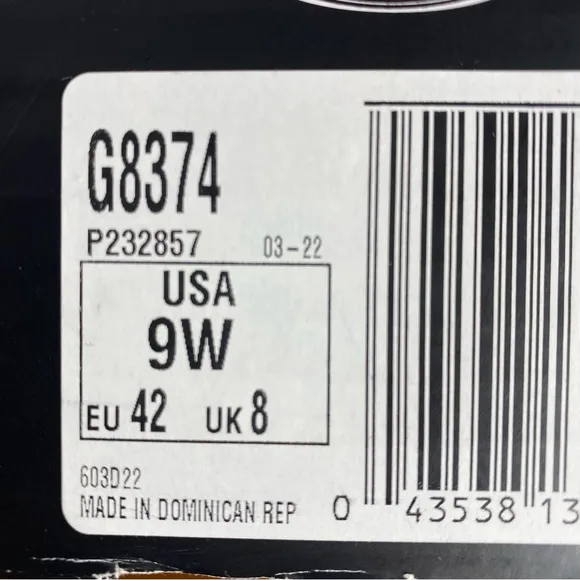 G8374
P232857 03-22
USA
9W
EU 42 UK 8
603D22
MADE IN DOMINICAN REP
0 43538 13